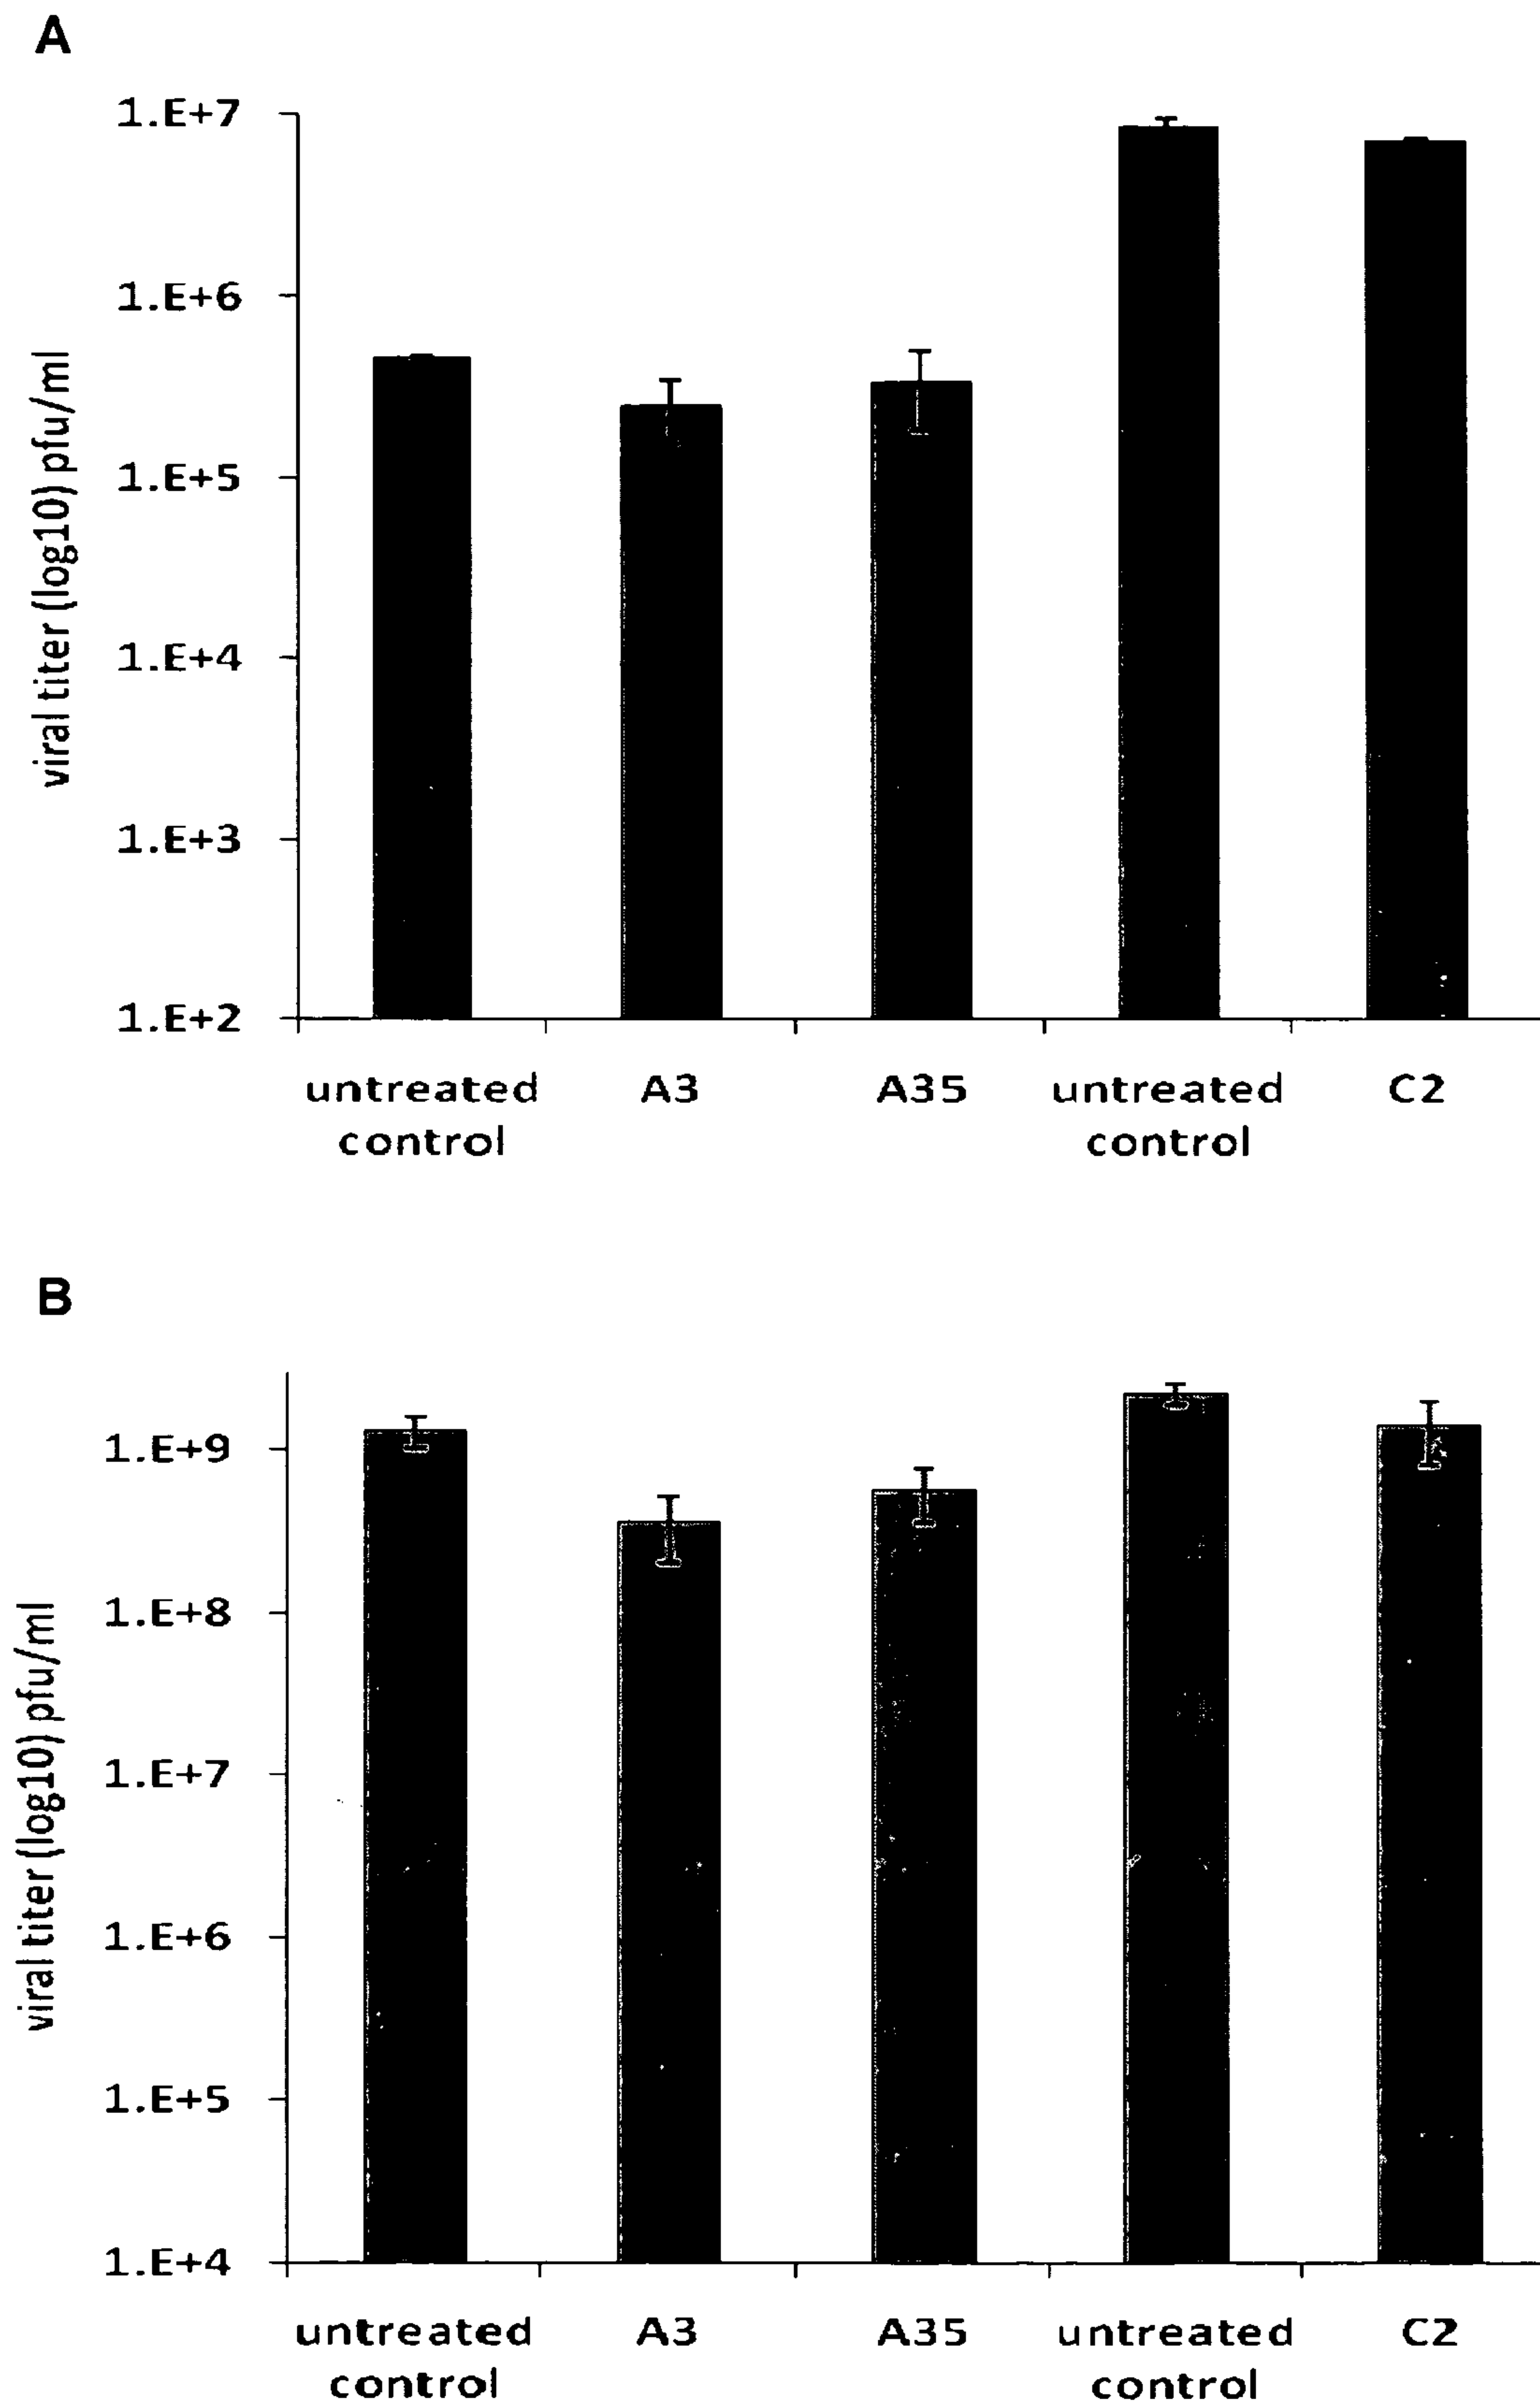 A
1.E+7
1.E+6
1.E+5
1.E+4
1.E+3
1.E+2
viral titer (log10) pfu/ml
untreated control
A3
A35
untreated control
C2
B
1.E+9
1.E+8
1.E+7
1.E+6
1.E+5
1.E+4
viral titer (log10) pfu/ml
untreated control
A3
A35
untreated control
C2